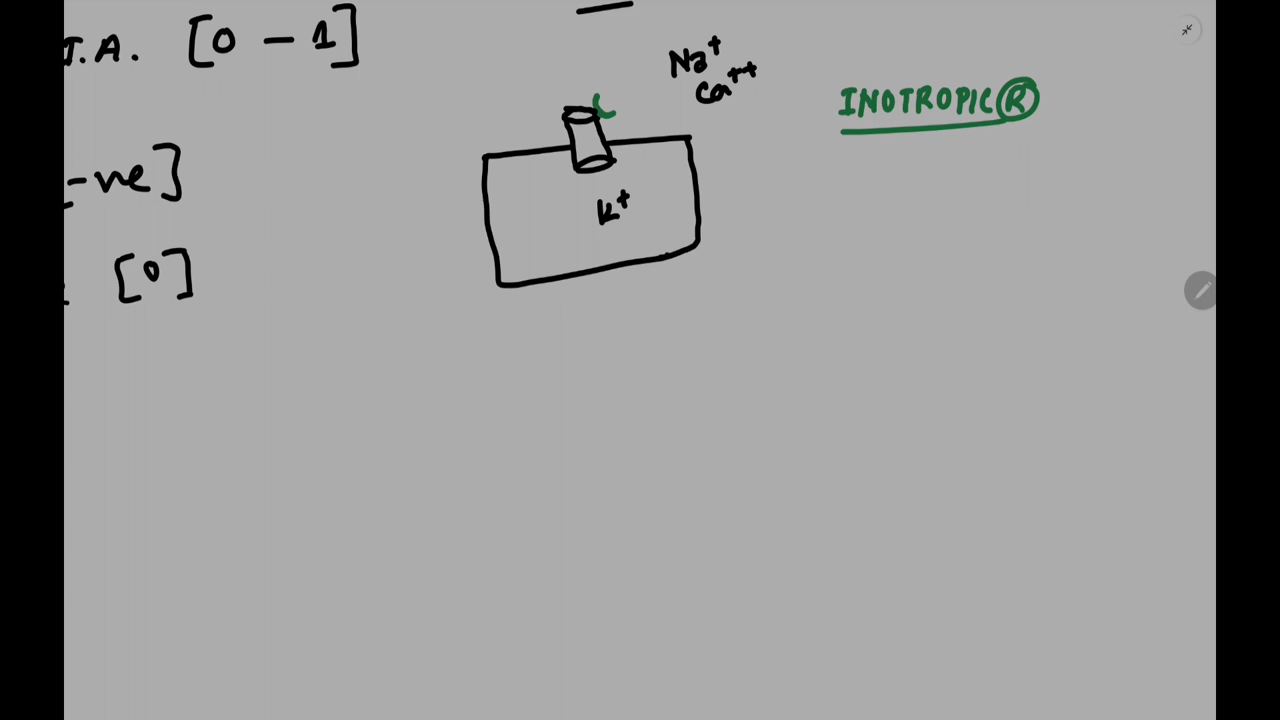 I.A. [0 - 1]
-ve]
[0]
Na+
Ca++
K+
INOTROPIC (R)